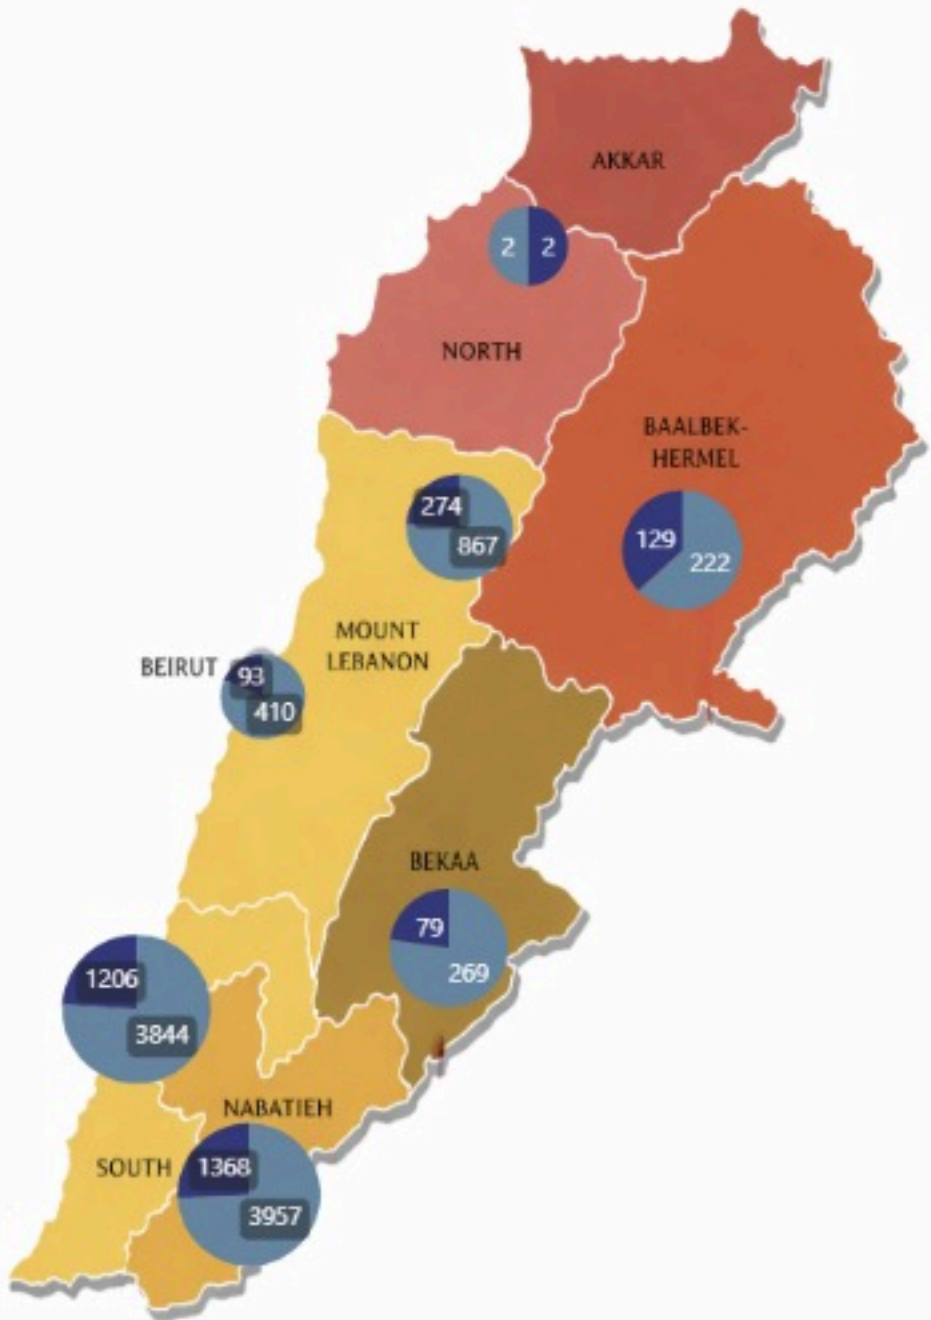 AKKAR
2 2
NORTH
BAALBEK-
HERMEL
274
867
129
222
MOUNT
LEBANON
BEIRUT
93
410
BEKAA
79
269
1206
3844
NABATIEH
SOUTH
1368
3957